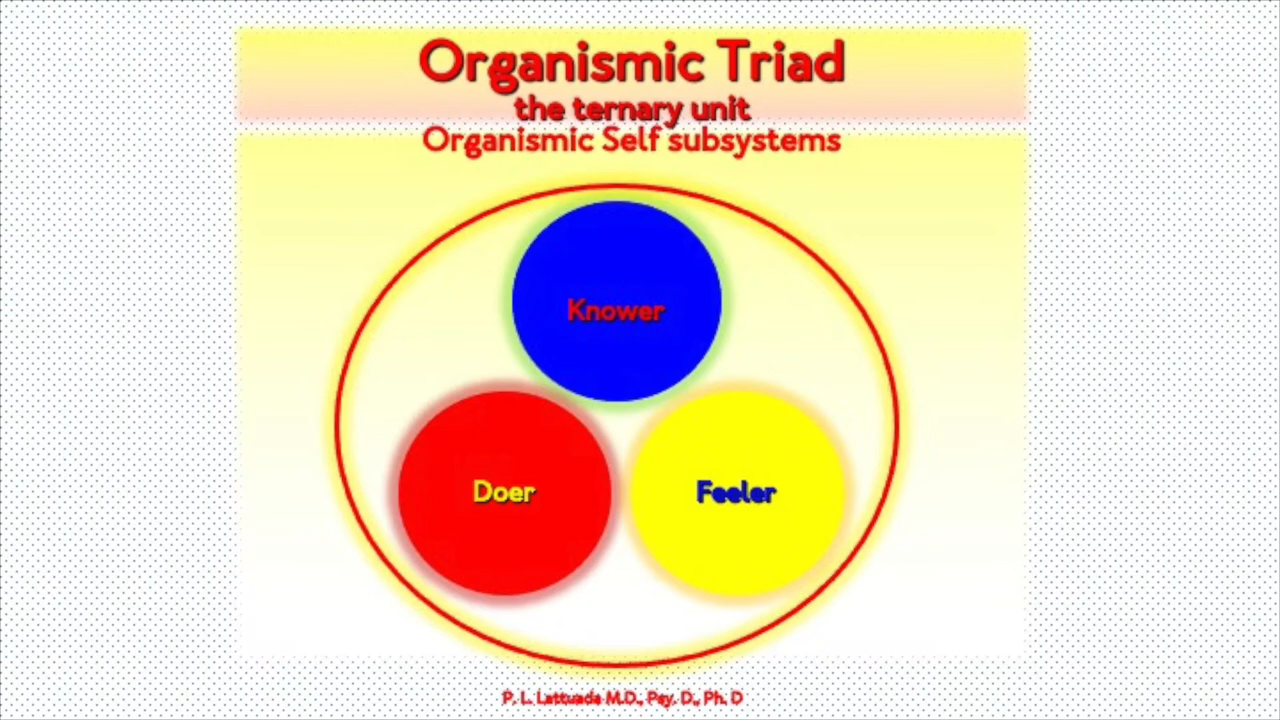 Organismic Triad
the ternary unit
Organismic Self subsystems
Knower
Doer
Feeler
P. L. Lattuada M.D., Psy. D., Ph. D